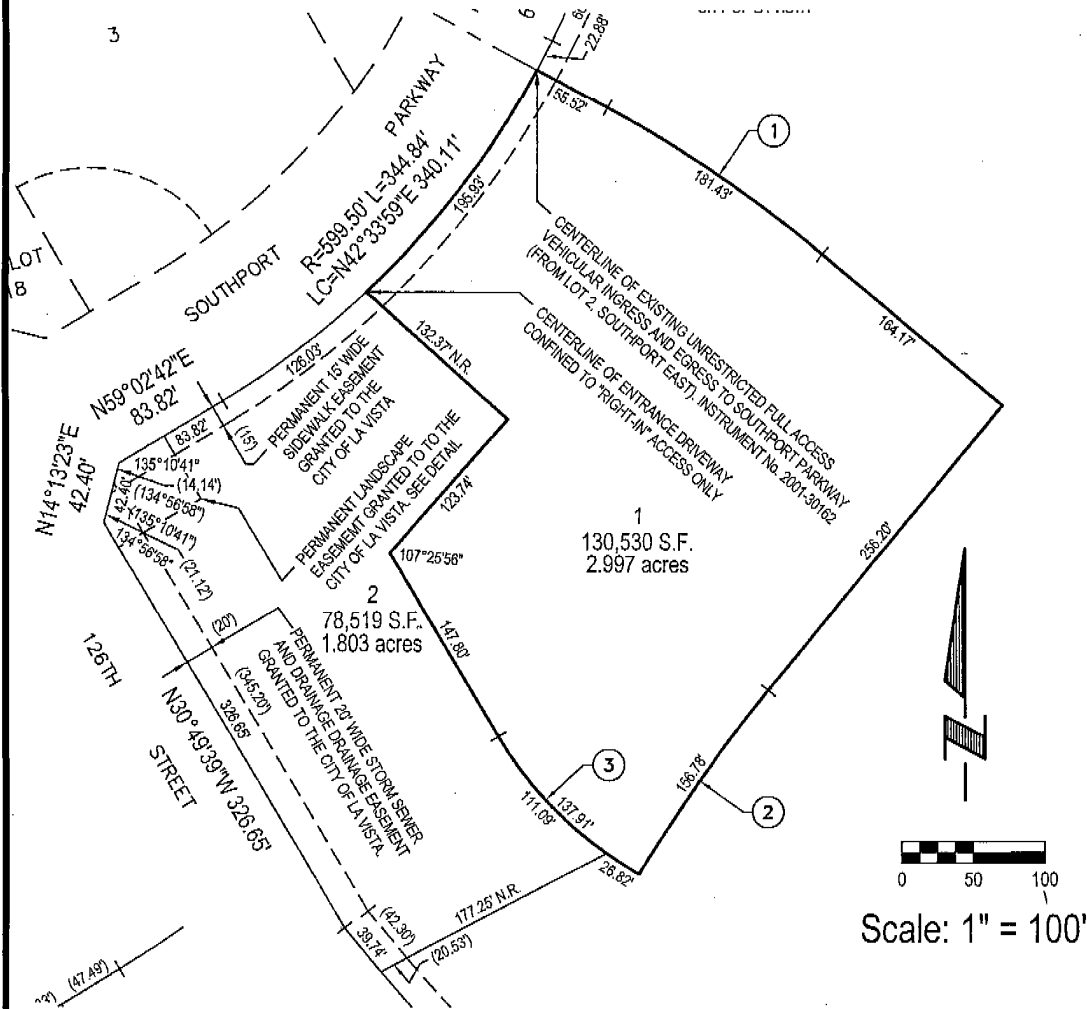 3
6
22.88'
PARKWAY
55.52'
1
181.43'
R=599.50' L=344.84'
LC=N42°33'59"E 340.11'
195.93'
LOT
8
SOUTHPORT
CENTERLINE OF EXISTING UNRESTRICTED FULL ACCESS
VEHICULAR INGRESS AND EGRESS TO SOUTHPORT PARKWAY
(FROM LOT 2, SOUTHPORT EAST), INSTRUMENT No. 2001-30162
164.17'
CENTERLINE OF ENTRANCE DRIVEWAY
CONFINED TO "RIGHT-IN" ACCESS ONLY
132.37' N.R.
126.03'
N59°02'42"E
83.82'
83.82'
(15')
PERMANENT 15' WIDE
SIDEWALK EASEMENT
GRANTED TO THE
CITY OF LA VISTA
N14°13'23"E
42.40'
42.40'
135°10'41"
(14.14')
(134°56'58")
(135°10'41")
134°56'58"
(21.12')
PERMANENT LANDSCAPE
EASEMEMT GRANTED TO TO THE
CITY OF LA VISTA. SEE DETAIL
123.74'
107°25'56"
1
130,530 S.F.
2.997 acres
256.20'
2
78,519 S.F.
1.803 acres
(20')
147.80'
126TH
STREET
N30°49'39"W 326.65'
326.65'
(345.20')
PERMANENT 20' WIDE STORM SEWER
AND DRAINAGE DRAINAGE EASEMENT
GRANTED TO THE CITY OF LA VISTA.
3
137.91'
111.09'
156.78'
2
26.82'
177.25' N.R.
(42.30')
39.74'
(20.53')
(47.49')
0 50 100
Scale: 1" = 100'